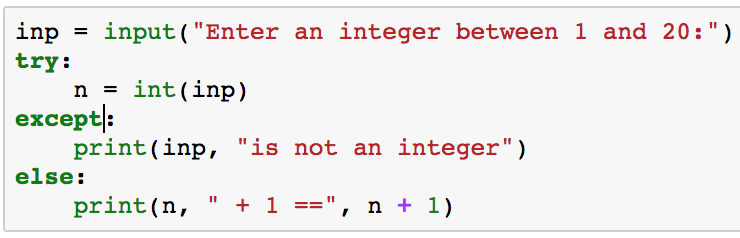 inp = input("Enter an integer between 1 and 20:")
try:
    n = int(inp)
except:
    print(inp, "is not an integer")
else:
    print(n, " + 1 ==", n + 1)